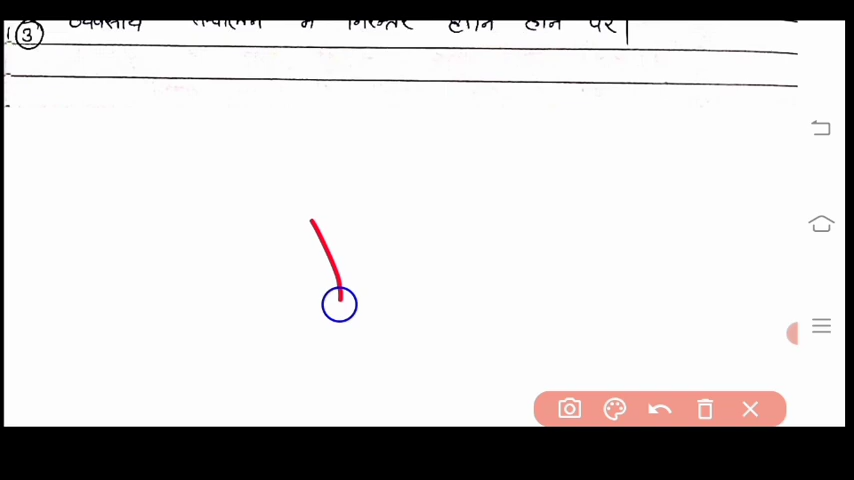 ③ व्यवसाय संचालन में निरन्तर हानि होने पर|